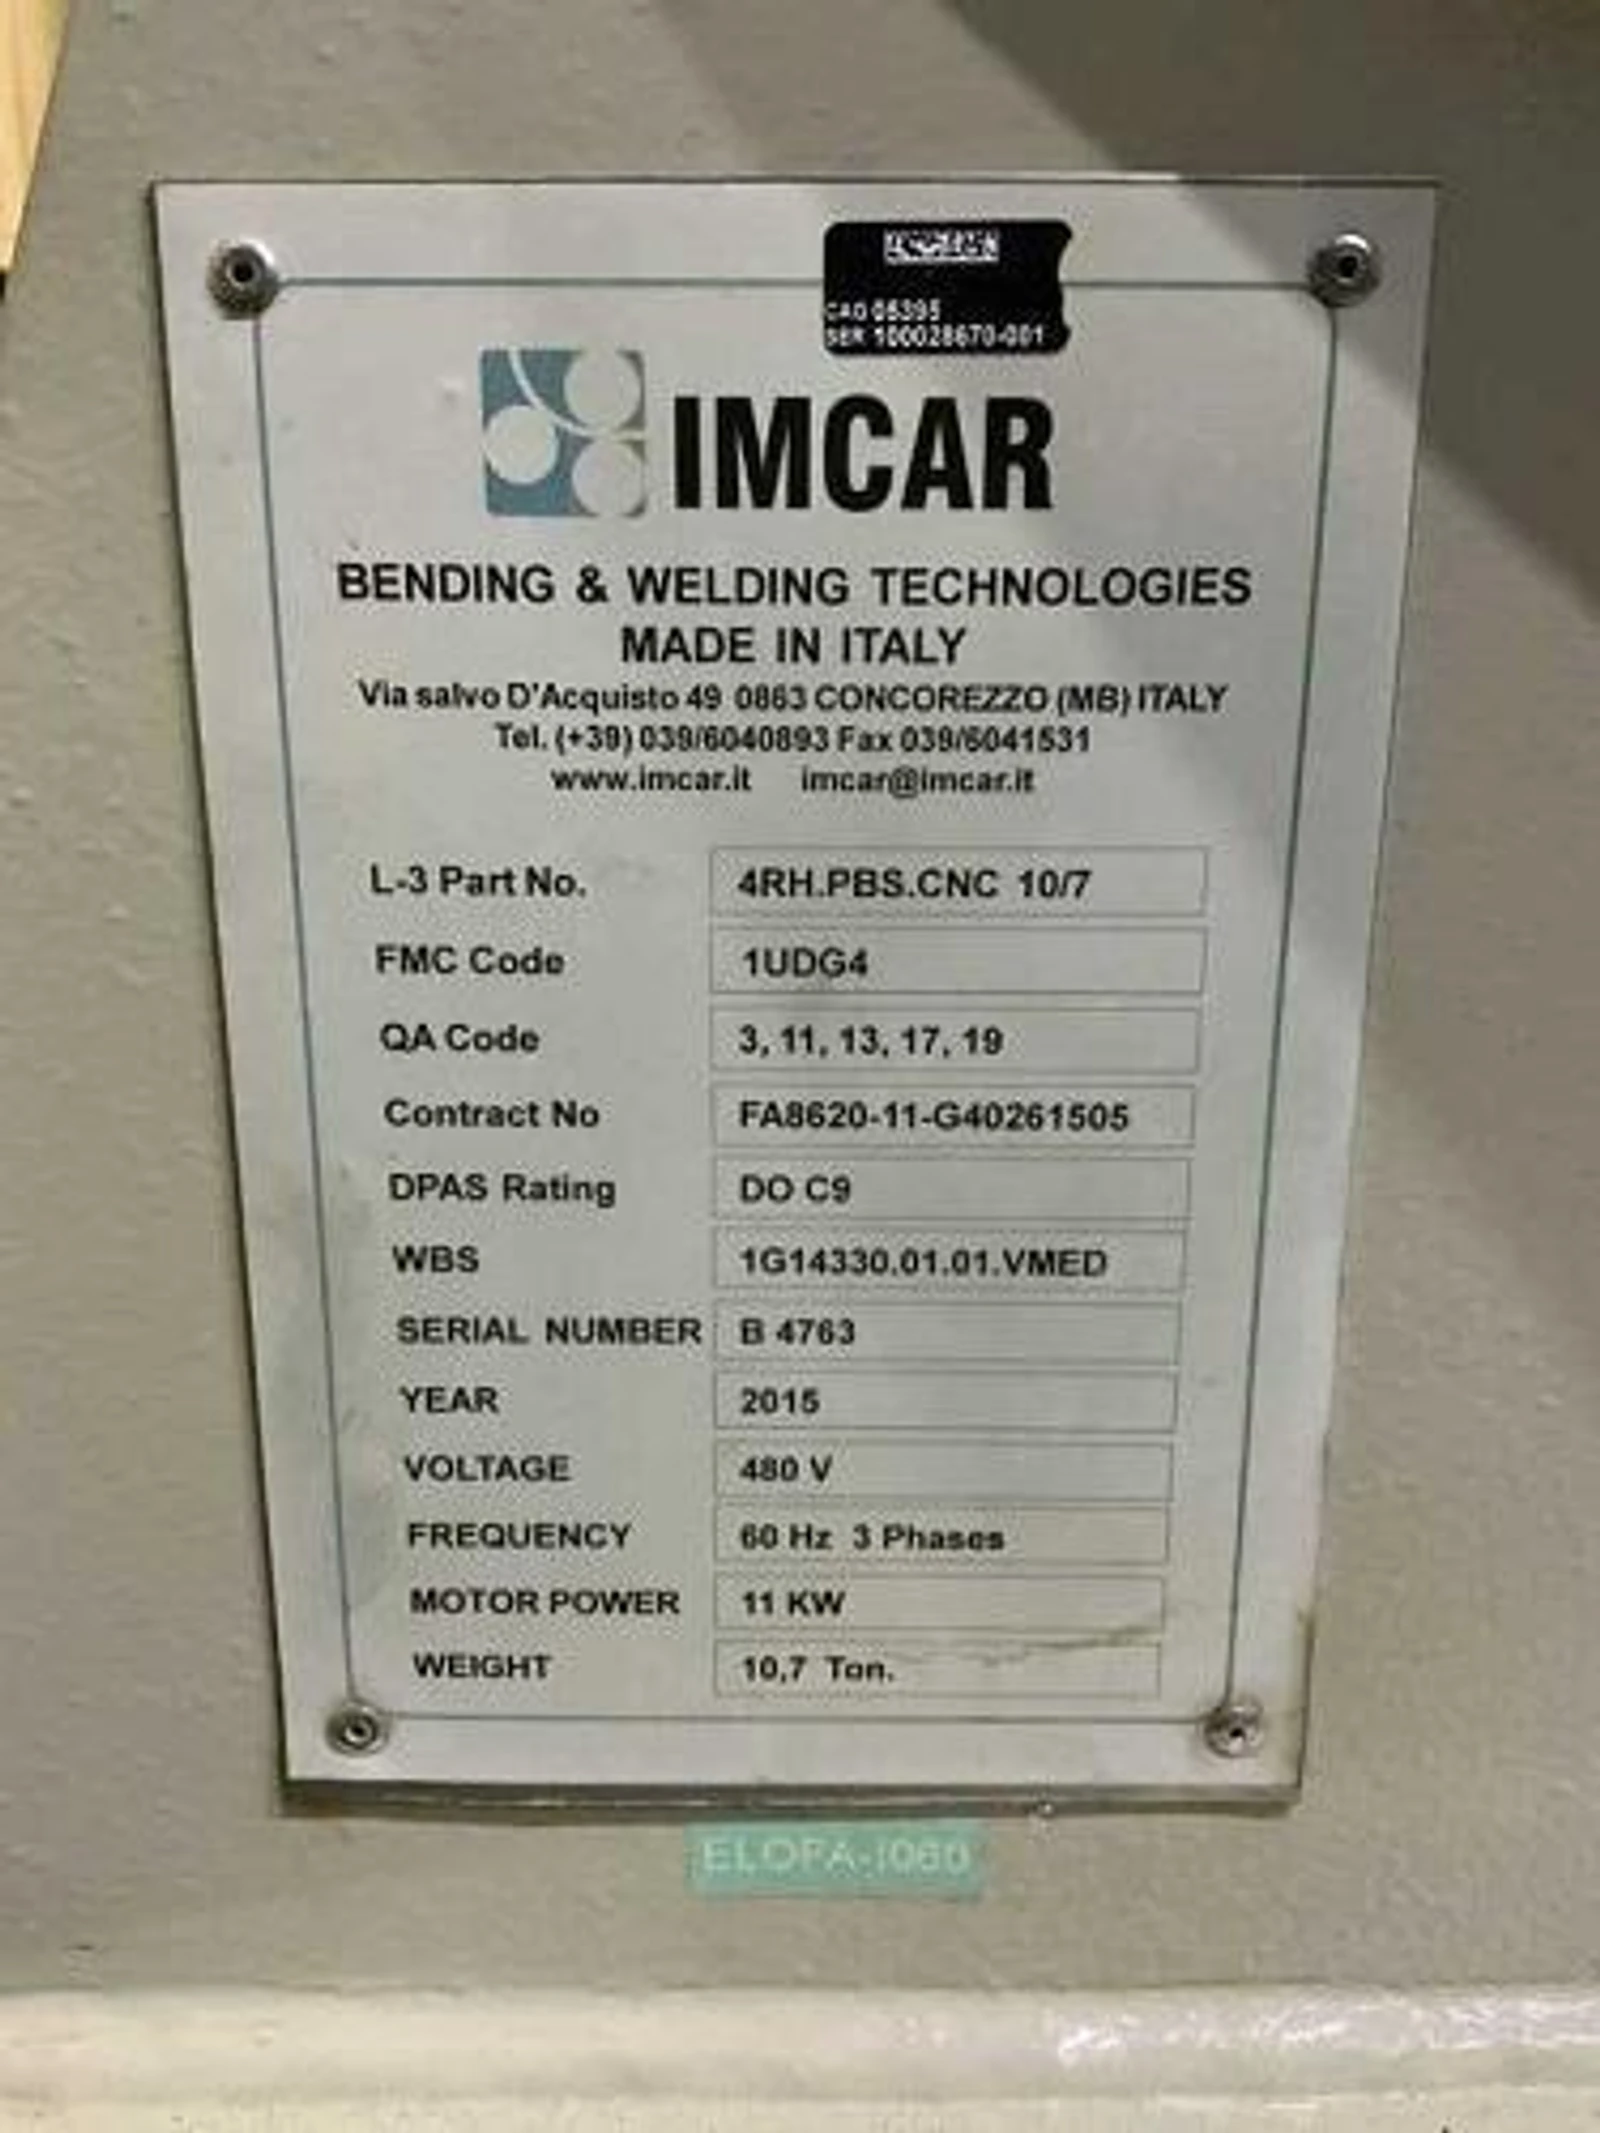 CAG 05395
SER 100028670-001
IMCAR
BENDING & WELDING TECHNOLOGIES
MADE IN ITALY
Via salvo D'Acquisto 49 0863 CONCOREZZO (MB) ITALY
Tel. (+39) 039/6040893 Fax 039/6041531
www.imcar.it imcar@imcar.it
L-3 Part No. 4RH.PBS.CNC 10/7
FMC Code 1UDG4
QA Code 3, 11, 13, 17, 19
Contract No FA8620-11-G40261505
DPAS Rating DO C9
WBS 1G14330.01.01.VMED
SERIAL NUMBER B 4763
YEAR 2015
VOLTAGE 480 V
FREQUENCY 60 Hz 3 Phases
MOTOR POWER 11 KW
WEIGHT 10,7 Ton.
ELOFA-1060